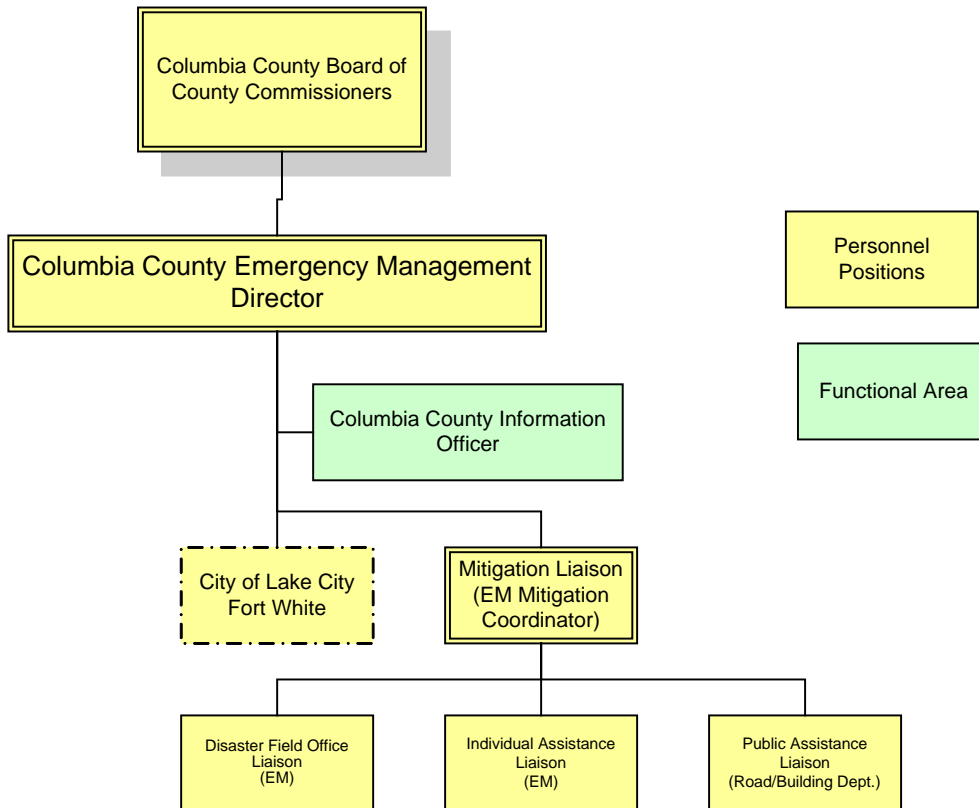 Columbia County Board of
County Commissioners
Columbia County Emergency Management
Director
Personnel
Positions
Functional Area
Columbia County Information
Officer
City of Lake City
Fort White
Mitigation Liaison
(EM Mitigation
Coordinator)
Disaster Field Office
Liaison
(EM)
Individual Assistance
Liaison
(EM)
Public Assistance
Liaison
(Road/Building Dept.)